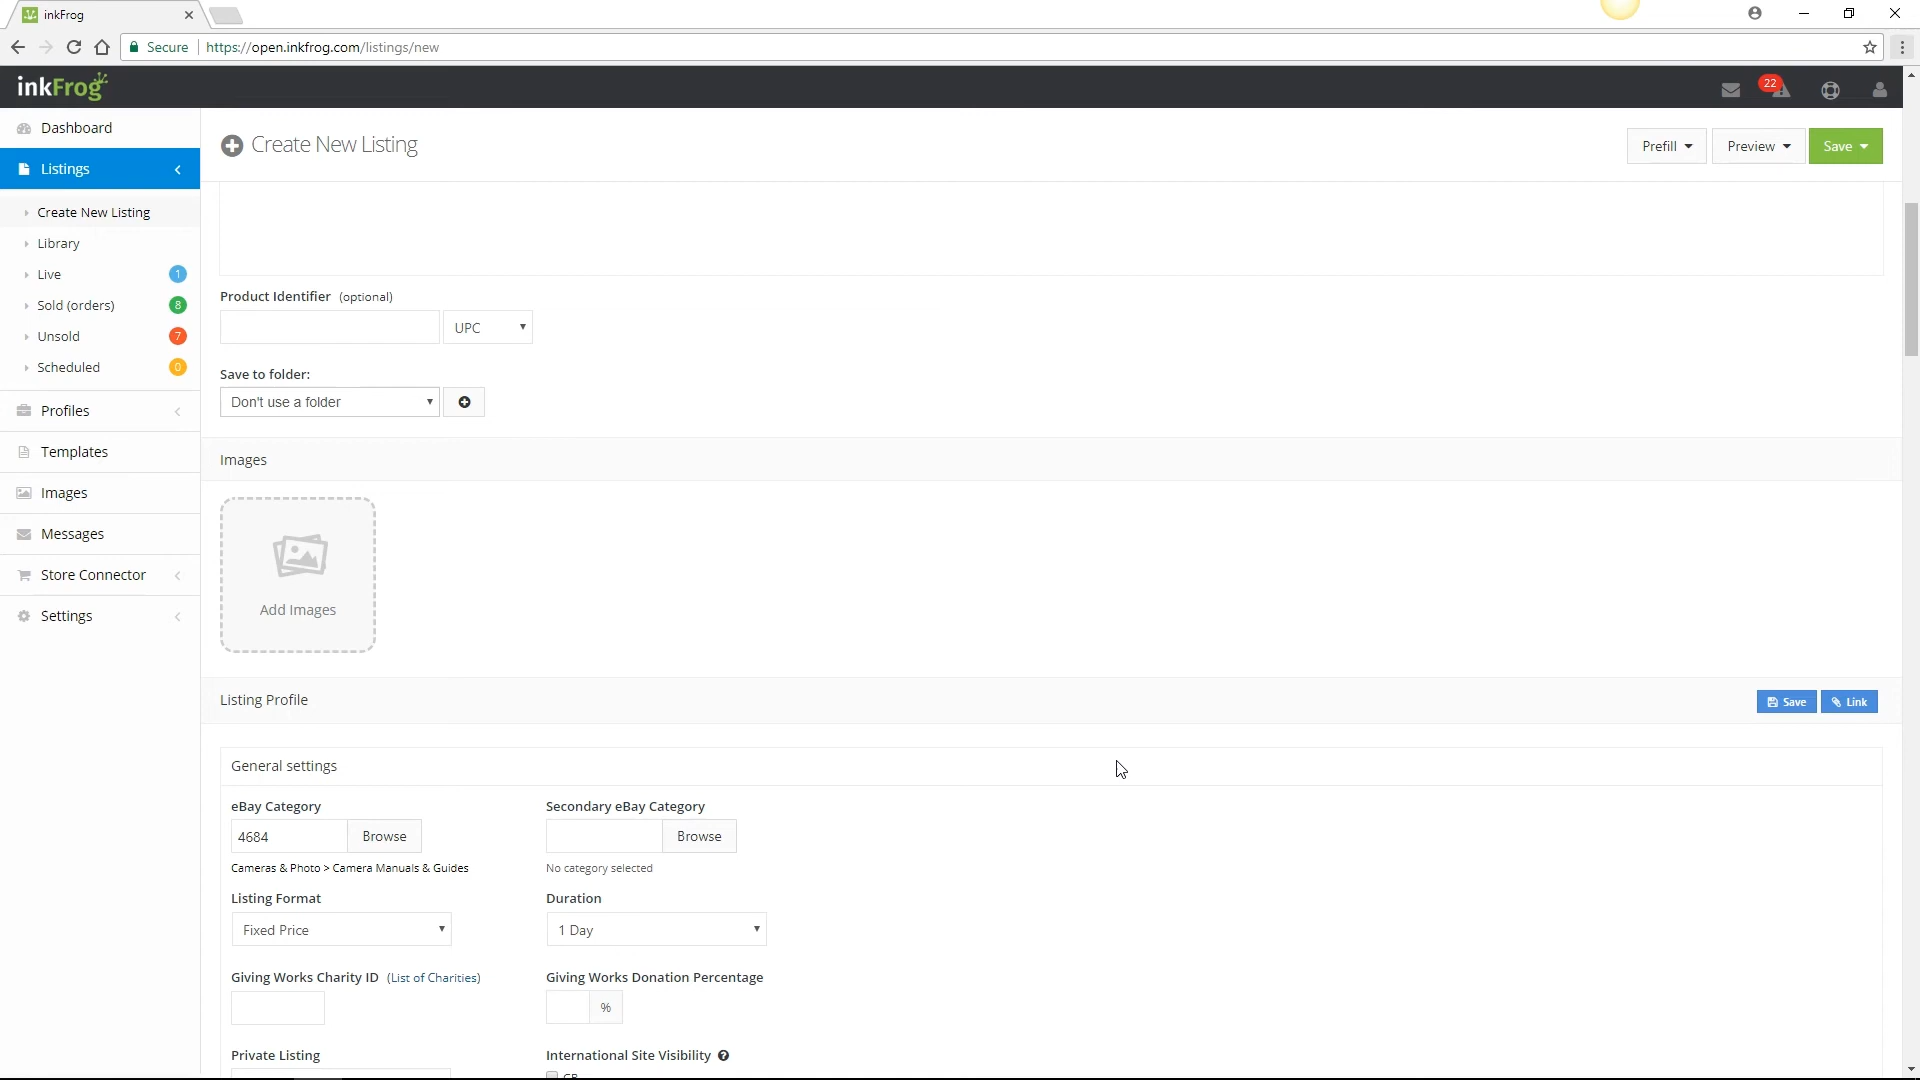 inkFrog
Secure https://open.inkfrog.com/listings/new
inkFrog
22
Dashboard
Create New Listing
Prefill
Preview
Save
Listings
Create New Listing
Library
Live 1
Sold (orders) 8
Unsold 7
Scheduled 0
Profiles
Templates
Images
Messages
Store Connector
Settings
Product Identifier (optional)
UPC
Save to folder:
Don't use a folder
Images
Add Images
Listing Profile
Save
Link
General settings
eBay Category
Secondary eBay Category
4684 Browse
Browse
Cameras & Photo > Camera Manuals & Guides
No category selected
Listing Format
Duration
Fixed Price
1 Day
Giving Works Charity ID (List of Charities)
Giving Works Donation Percentage
%
Private Listing
International Site Visibility